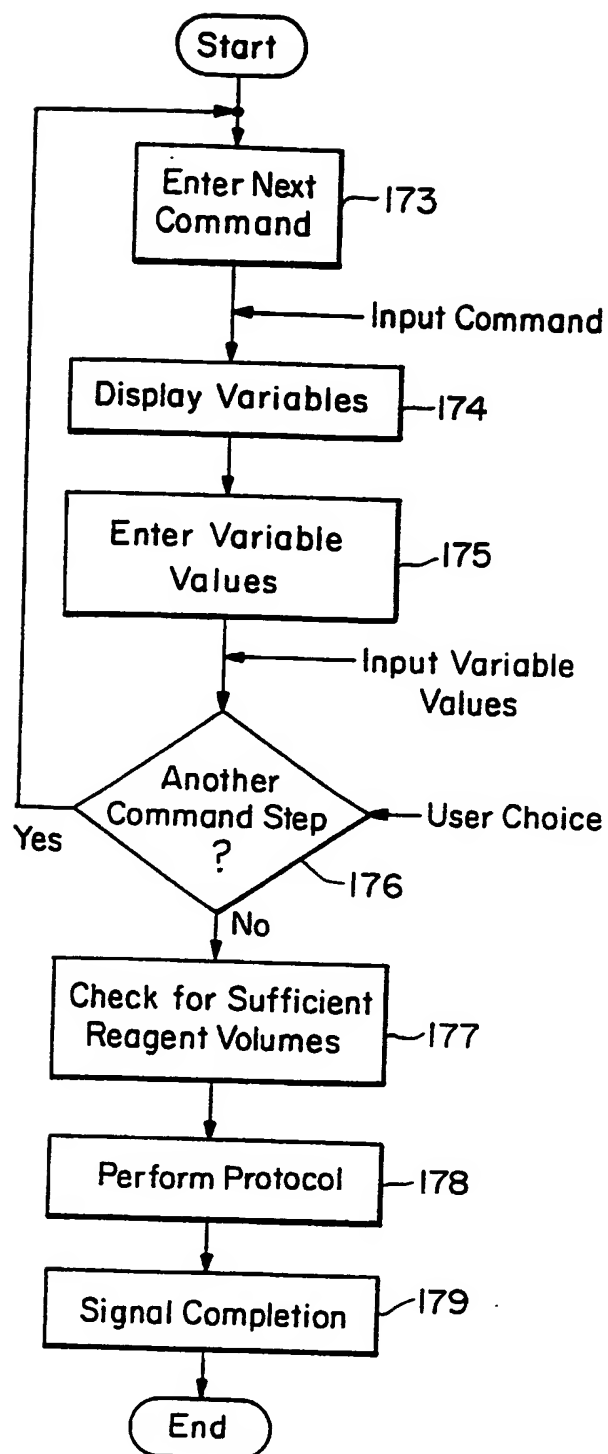 Start
Enter Next
Command
173
Input Command
Display Variables
174
Enter Variable
Values
175
Input Variable
Values
Another
Command Step
?
User Choice
Yes
176
No
Check for Sufficient
Reagent Volumes
177
Perform Protocol
178
Signal Completion
179
End